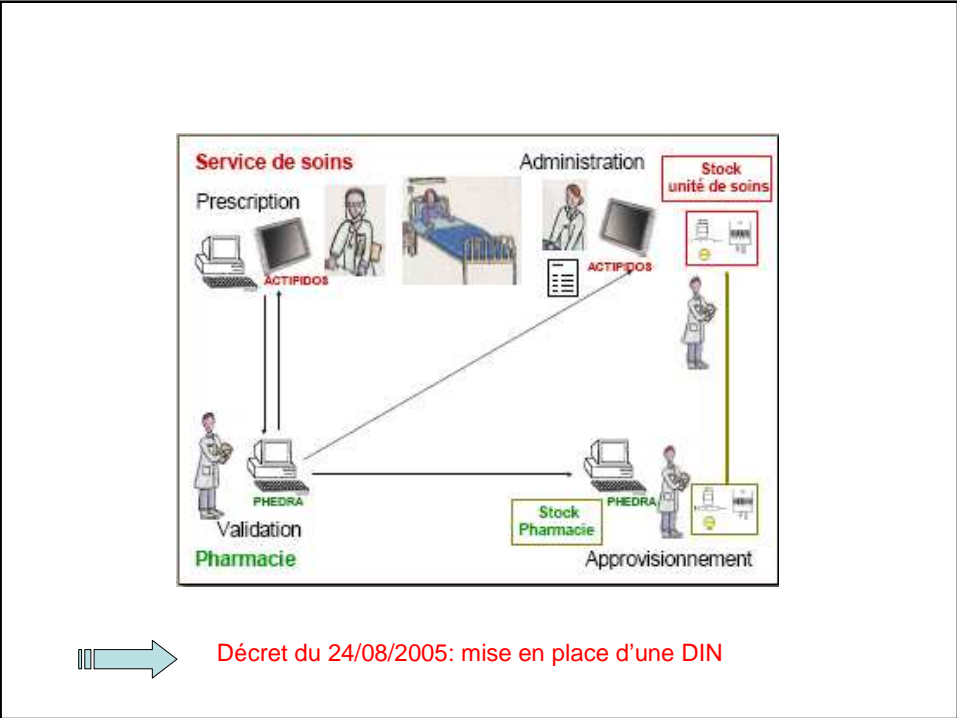 Service de soins
Administration
Stock
unité de soins
Prescription
ACTIPIDOS
ACTIPIDOS
PHEDRA
PHEDRA
Stock
Pharmacie
Validation
Pharmacie
Approvisionnement
Décret du 24/08/2005: mise en place d’une DIN